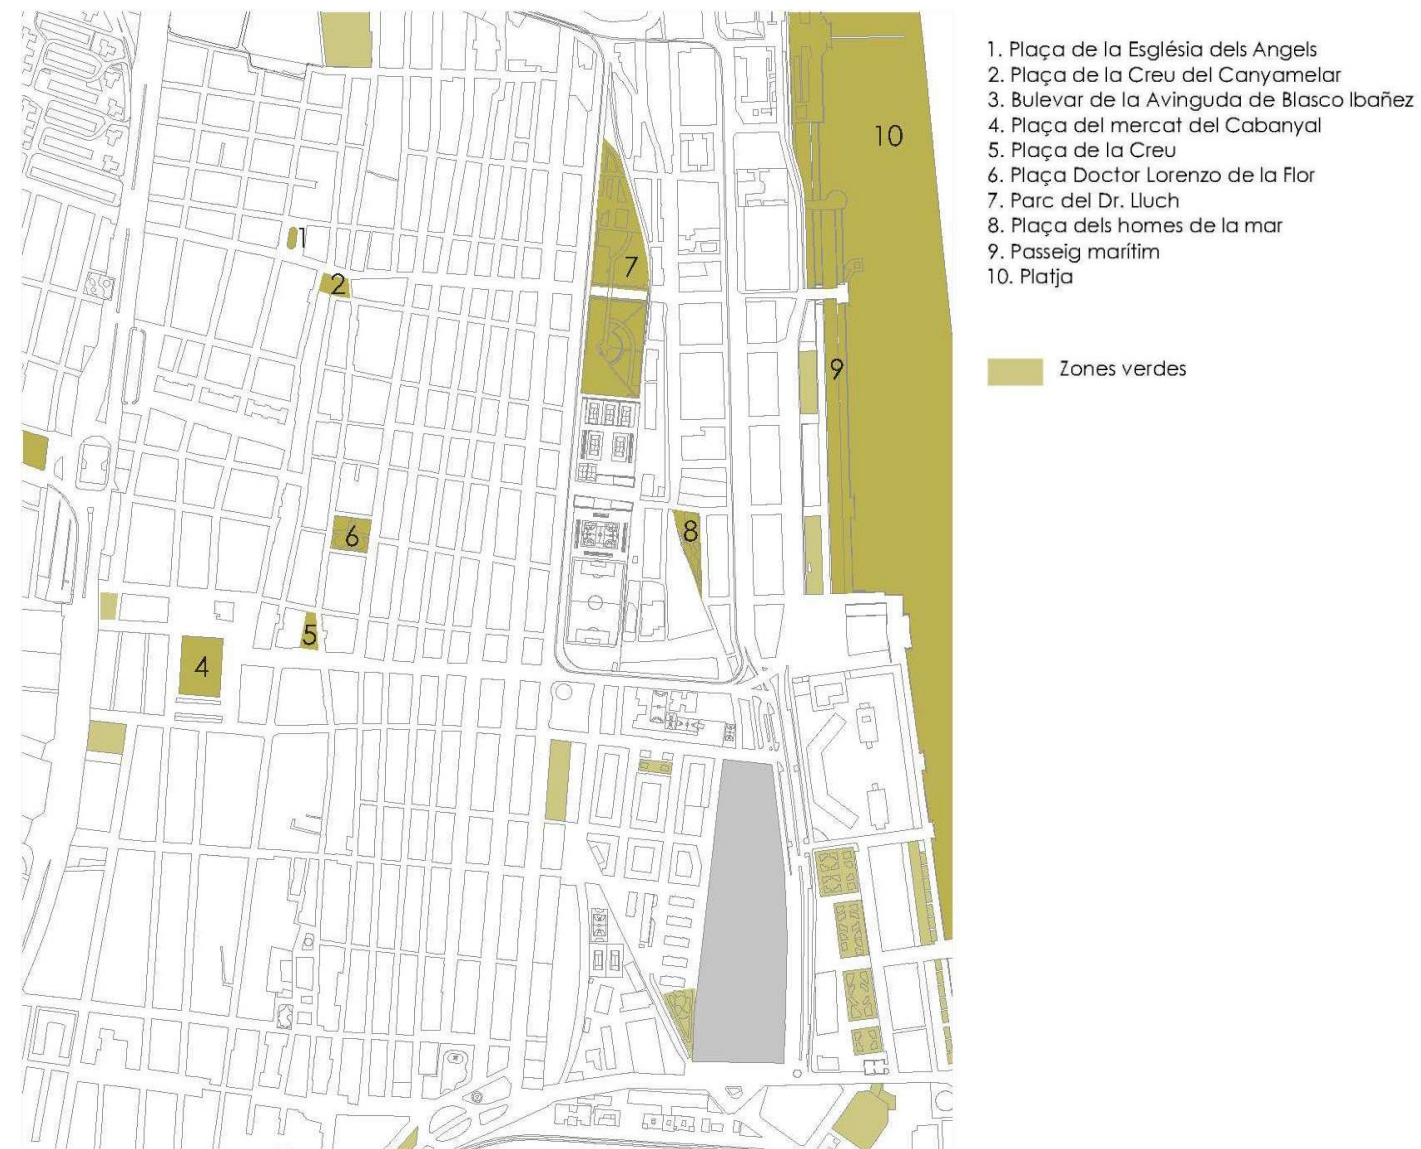 1. Plaça de la Església dels Angels
2. Plaça de la Creu del Canyamelar
3. Bulevar de la Avinguda de Blasco Ibañez
4. Plaça del mercat del Cabanyal
5. Plaça de la Creu
6. Plaça Doctor Lorenzo de la Flor
7. Parc del Dr. Lluch
8. Plaça dels homes de la mar
9. Passeig marítim
10. Platja
Zones verdes
10
1
2
7
9
6
8
5
4